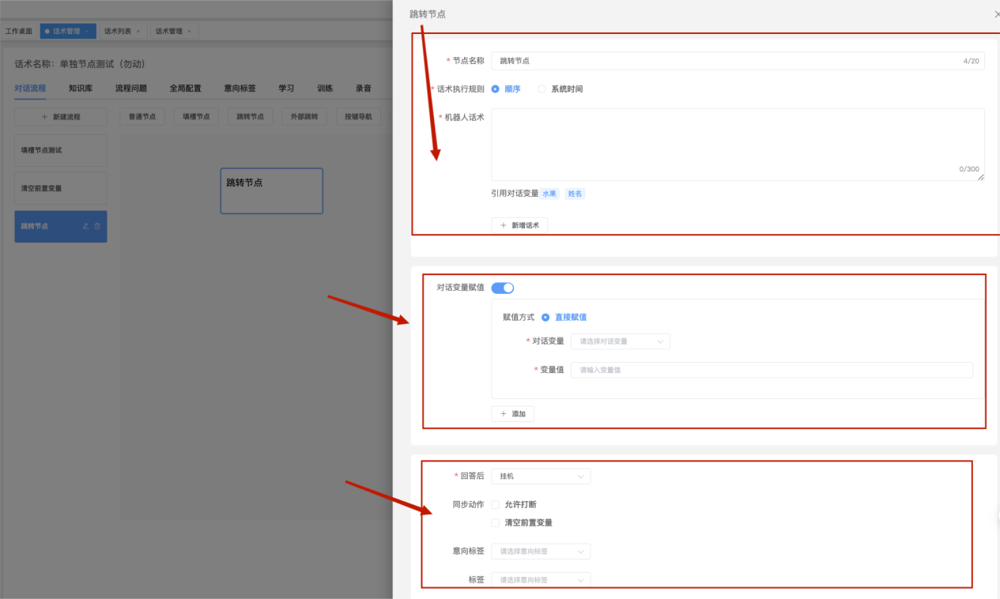 工作桌面
话术管理 ×
话术列表 ×
话术管理 ×
话术名称：单独节点测试（勿动）
对话流程 知识库 流程问题 全局配置 意向标签 学习 训练 录音
＋ 新建流程
普通节点 填槽节点 跳转节点 外部跳转 按键导航
填槽节点测试
清空前置变量
跳转节点
跳转节点
跳转节点
* 节点名称 跳转节点 4/20
* 话术执行规则 顺序 系统时间
* 机器人话术
0/300
引用对话变量 水果 姓名
＋ 新增话术
对话变量赋值
赋值方式 直接赋值
* 对话变量 请选择对话变量
* 变量值 请输入变量值
＋ 添加
* 回答后 挂机
同步动作 允许打断
清空前置变量
意向标签 请选择意向标签
标签 请选择意向标签